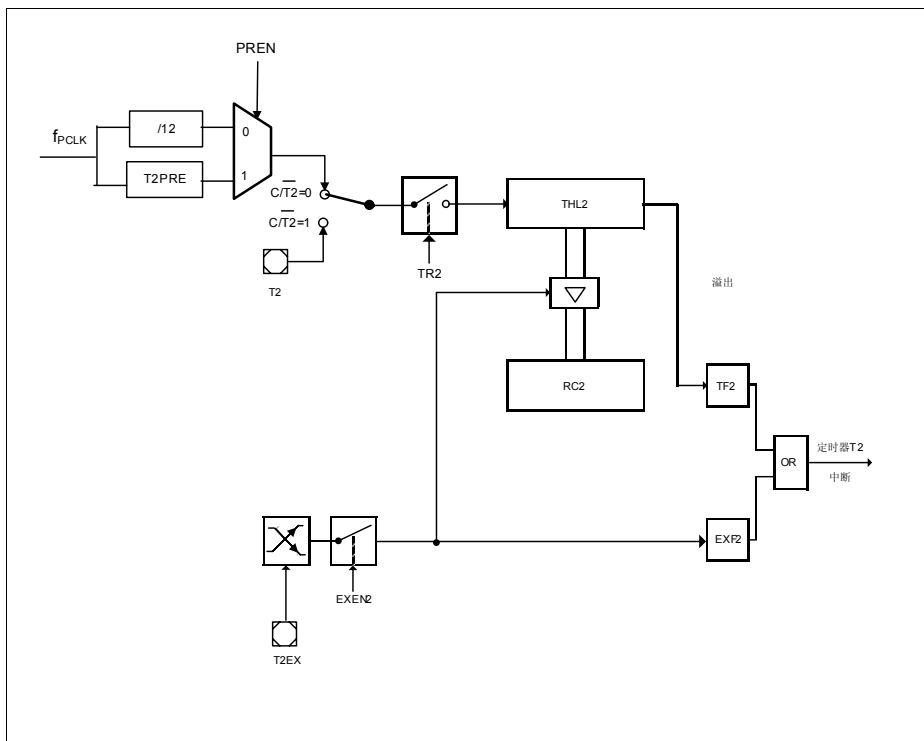 PREN
/12
0
fPCLK
T2PRE
1
C/T2=0
C/T2=1
T2
TR2
THL2
溢出
RC2
TF2
OR
定时器T2
中断
EXF2
EXEN2
T2EX